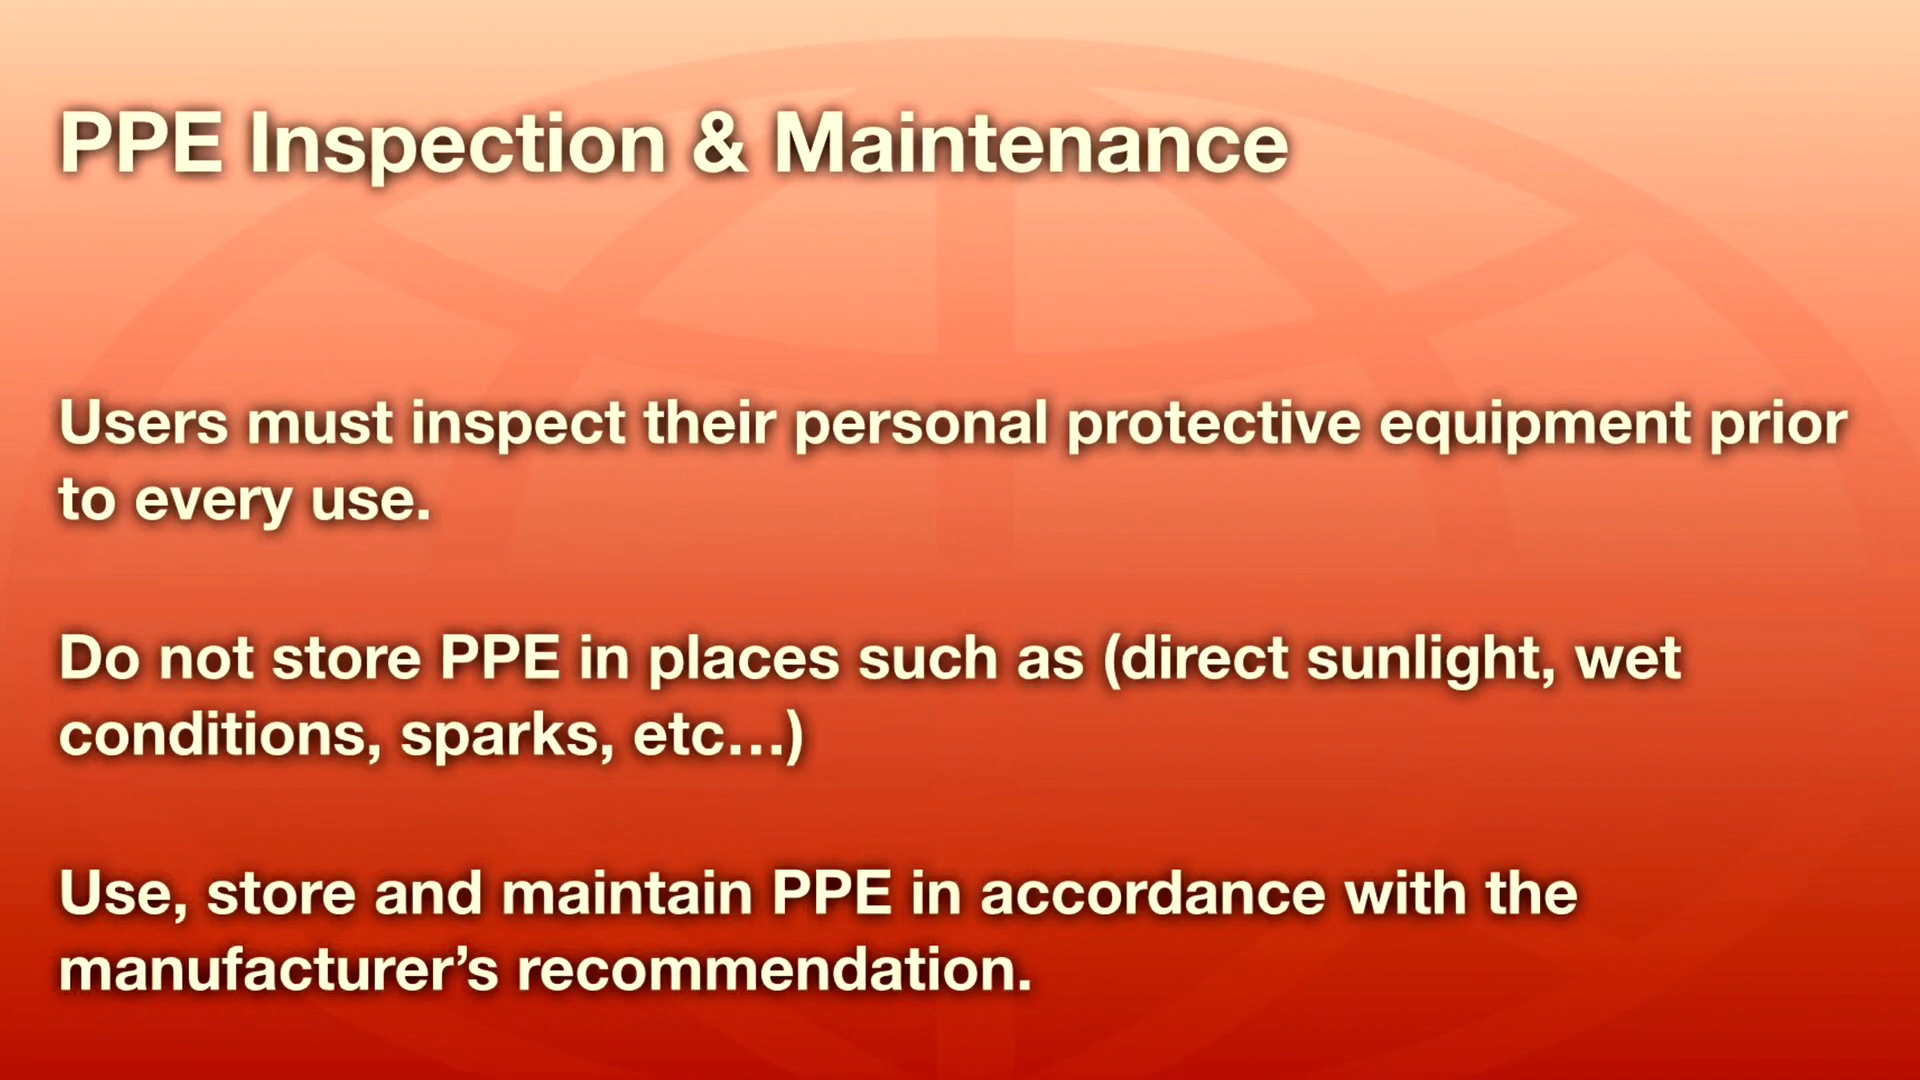 PPE Inspection & Maintenance
Users must inspect their personal protective equipment prior
to every use.
Do not store PPE in places such as (direct sunlight, wet
conditions, sparks, etc…)
Use, store and maintain PPE in accordance with the
manufacturer’s recommendation.